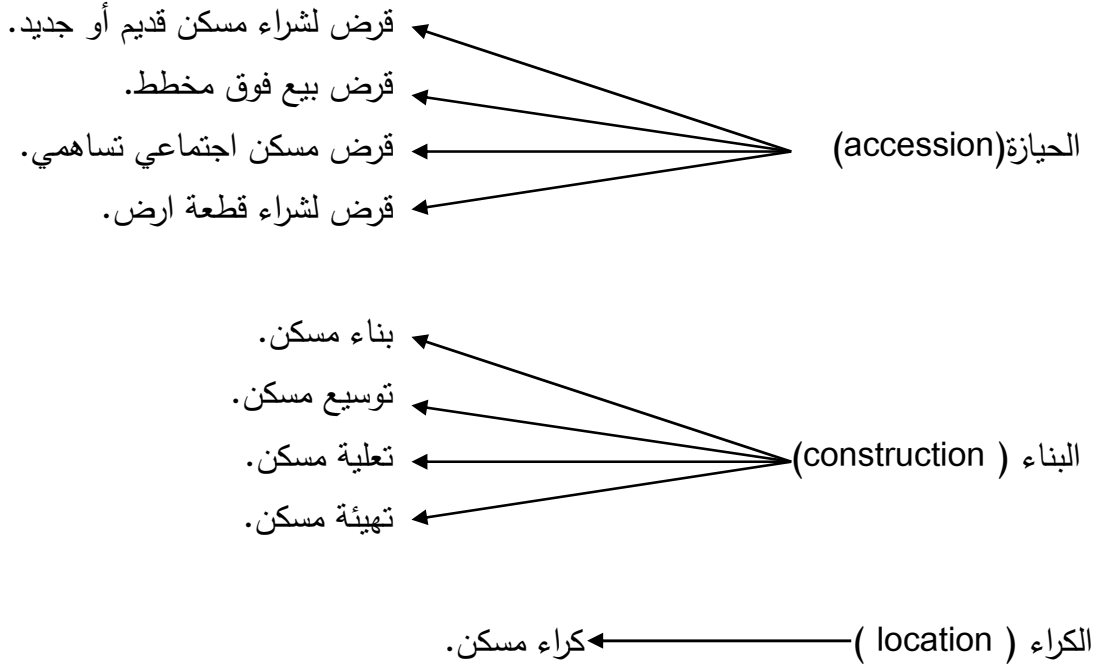 قرض لشراء مسكن قديم أو جديد.
قرض بيع فوق مخطط.
الحيازة(accession)
قرض مسكن اجتماعي تساهمي.
قرض لشراء قطعة ارض.
بناء مسكن.
توسيع مسكن.
البناء ( construction)
تعلية مسكن.
تهيئة مسكن.
الكراء ( location )
كراء مسكن.